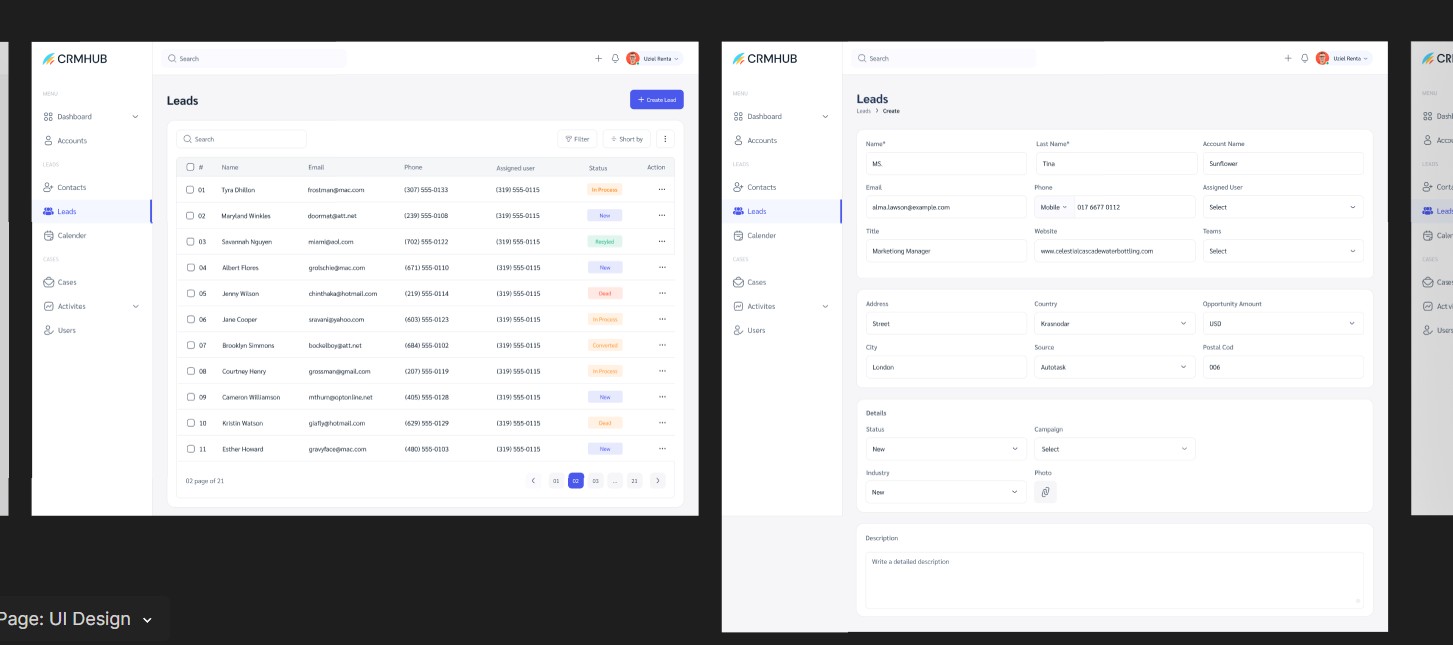 CRMHUB
Search
Uziel Renta
MENU
Dashboard
Accounts
LEADS
Contacts
Leads
Calender
CASES
Cases
Activites
Users
Leads
+ Create Lead
Search
Filter
Short by
# Name Email Phone Assigned user Status Action
01 Tyra Dhillon frostman@mac.com (307) 555-0133 (319) 555-0115 In Process ...
02 Maryland Winkles doormat@att.net (239) 555-0108 (319) 555-0115 New ...
03 Savannah Nguyen miami@aol.com (702) 555-0122 (319) 555-0115 Recyled ...
04 Albert Flores grolschie@mac.com (671) 555-0110 (319) 555-0115 New ...
05 Jenny Wilson chinthaka@hotmail.com (219) 555-0114 (319) 555-0115 Dead ...
06 Jane Cooper sravani@yahoo.com (603) 555-0123 (319) 555-0115 In Process ...
07 Brooklyn Simmons bockelboy@att.net (684) 555-0102 (319) 555-0115 Converted ...
08 Courtney Henry grossman@gmail.com (207) 555-0119 (319) 555-0115 In Process ...
09 Cameron Williamson mthurn@optonline.net (405) 555-0128 (319) 555-0115 New ...
10 Kristin Watson giafly@hotmail.com (629) 555-0129 (319) 555-0115 Dead ...
11 Esther Howard gravyface@mac.com (480) 555-0103 (319) 555-0115 New ...
02 page of 21
01 02 03 ... 21
CRMHUB
Search
Uziel Renta
MENU
Dashboard
Accounts
LEADS
Contacts
Leads
Calender
CASES
Cases
Activites
Users
Leads
Leads > Create
Name* Last Name* Account Name
MS. Tina Sunflower
Email Phone Assigned User
alma.lawson@example.com Mobile 017 6677 0112 Select
Title Website Teams
Marketiong Manager www.celestialcascadewaterbottling.com Select
Address Country Opportunity Amount
Street Krasnodar USD
City Source Postal Cod
London Autotask 006
Details
Status Campaign
New Select
Industry Photo
New
Description
Write a detailed description
MENU
LEADS
CASES
Page: UI Design